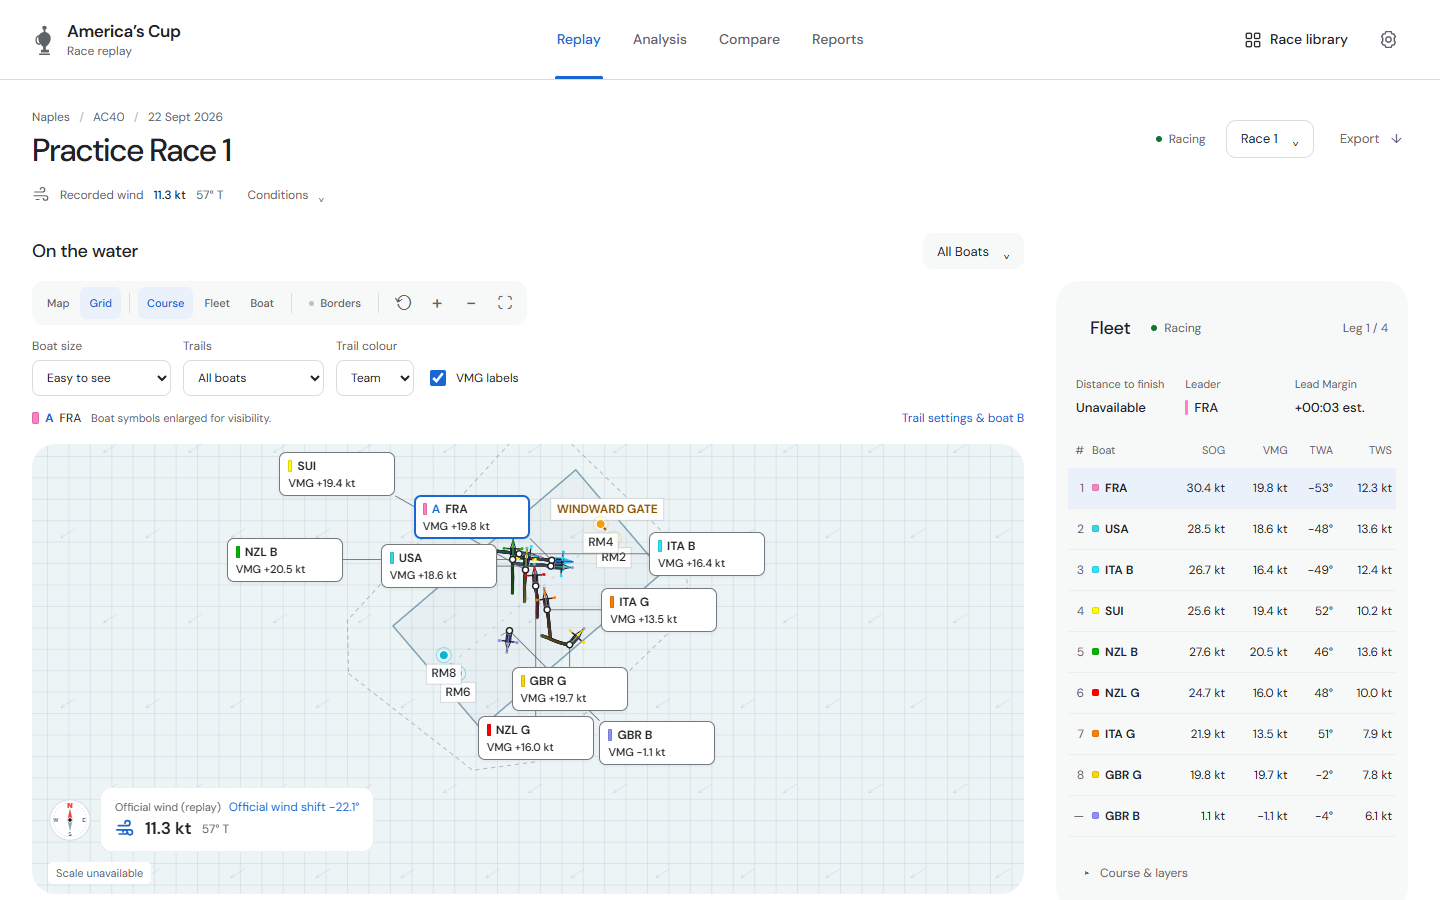 America's Cup
Race replay
Replay Analysis Compare Reports
Race library
Naples / AC40 / 22 Sept 2026
Practice Race 1
Racing
Race 1
Export
Recorded wind 11.3 kt 57° T Conditions
On the water
All Boats
Map Grid Course Fleet Boat Borders + −
Boat size Trails Trail colour
Easy to see All boats Team VMG labels
A FRA Boat symbols enlarged for visibility.
Trail settings & boat B
SUI
VMG +19.4 kt
A FRA
VMG +19.8 kt
WINDWARD GATE
RM4
RM2
NZL B
VMG +20.5 kt
USA
VMG +18.6 kt
ITA B
VMG +16.4 kt
ITA G
VMG +13.5 kt
RM8
RM6
GBR G
VMG +19.7 kt
NZL G
VMG +16.0 kt
GBR B
VMG −1.1 kt
N
W E
S
Official wind (replay) Official wind shift −22.1°
11.3 kt 57° T
Scale unavailable
Fleet Racing Leg 1 / 4
Distance to finish Leader Lead Margin
Unavailable FRA +00:03 est.
# Boat SOG VMG TWA TWS
1 FRA 30.4 kt 19.8 kt −53° 12.3 kt
2 USA 28.5 kt 18.6 kt −48° 13.6 kt
3 ITA B 26.7 kt 16.4 kt −49° 12.4 kt
4 SUI 25.6 kt 19.4 kt 52° 10.2 kt
5 NZL B 27.6 kt 20.5 kt 46° 13.6 kt
6 NZL G 24.7 kt 16.0 kt 48° 10.0 kt
7 ITA G 21.9 kt 13.5 kt 51° 7.9 kt
8 GBR G 19.8 kt 19.7 kt −2° 7.8 kt
— GBR B 1.1 kt −1.1 kt −4° 6.1 kt
Course & layers